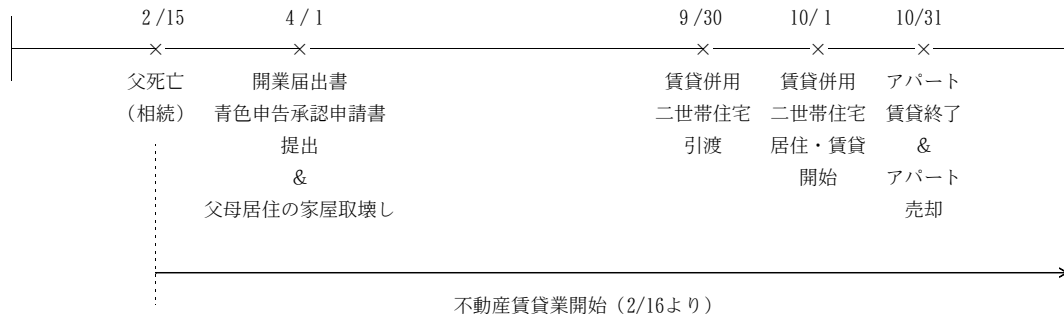 2/15
4/1
9/30
10/1
10/31
父死亡
（相続）
開業届出書
青色申告承認申請書
提出
&
父母居住の家屋取壊し
賃貸併用
二世帯住宅
引渡
賃貸併用
二世帯住宅
居住・賃貸
開始
アパート
賃貸終了
&
アパート
売却
不動産賃貸業開始（2/16より）